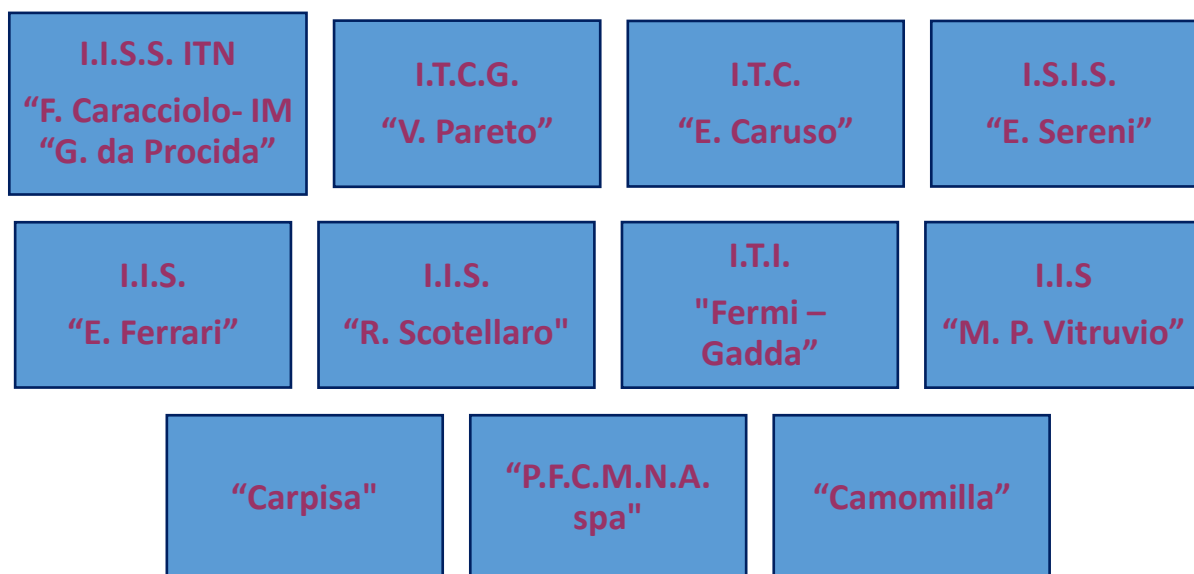 I.I.S.S. ITN
“F. Caracciolo- IM
“G. da Procida”
I.T.C.G.
“V. Pareto”
I.T.C.
“E. Caruso”
I.S.I.S.
“E. Sereni”
I.I.S.
“E. Ferrari”
I.I.S.
“R. Scotellaro"
I.T.I.
"Fermi –
Gadda”
I.I.S
“M. P. Vitruvio”
“Carpisa"
“P.F.C.M.N.A.
spa"
“Camomilla”